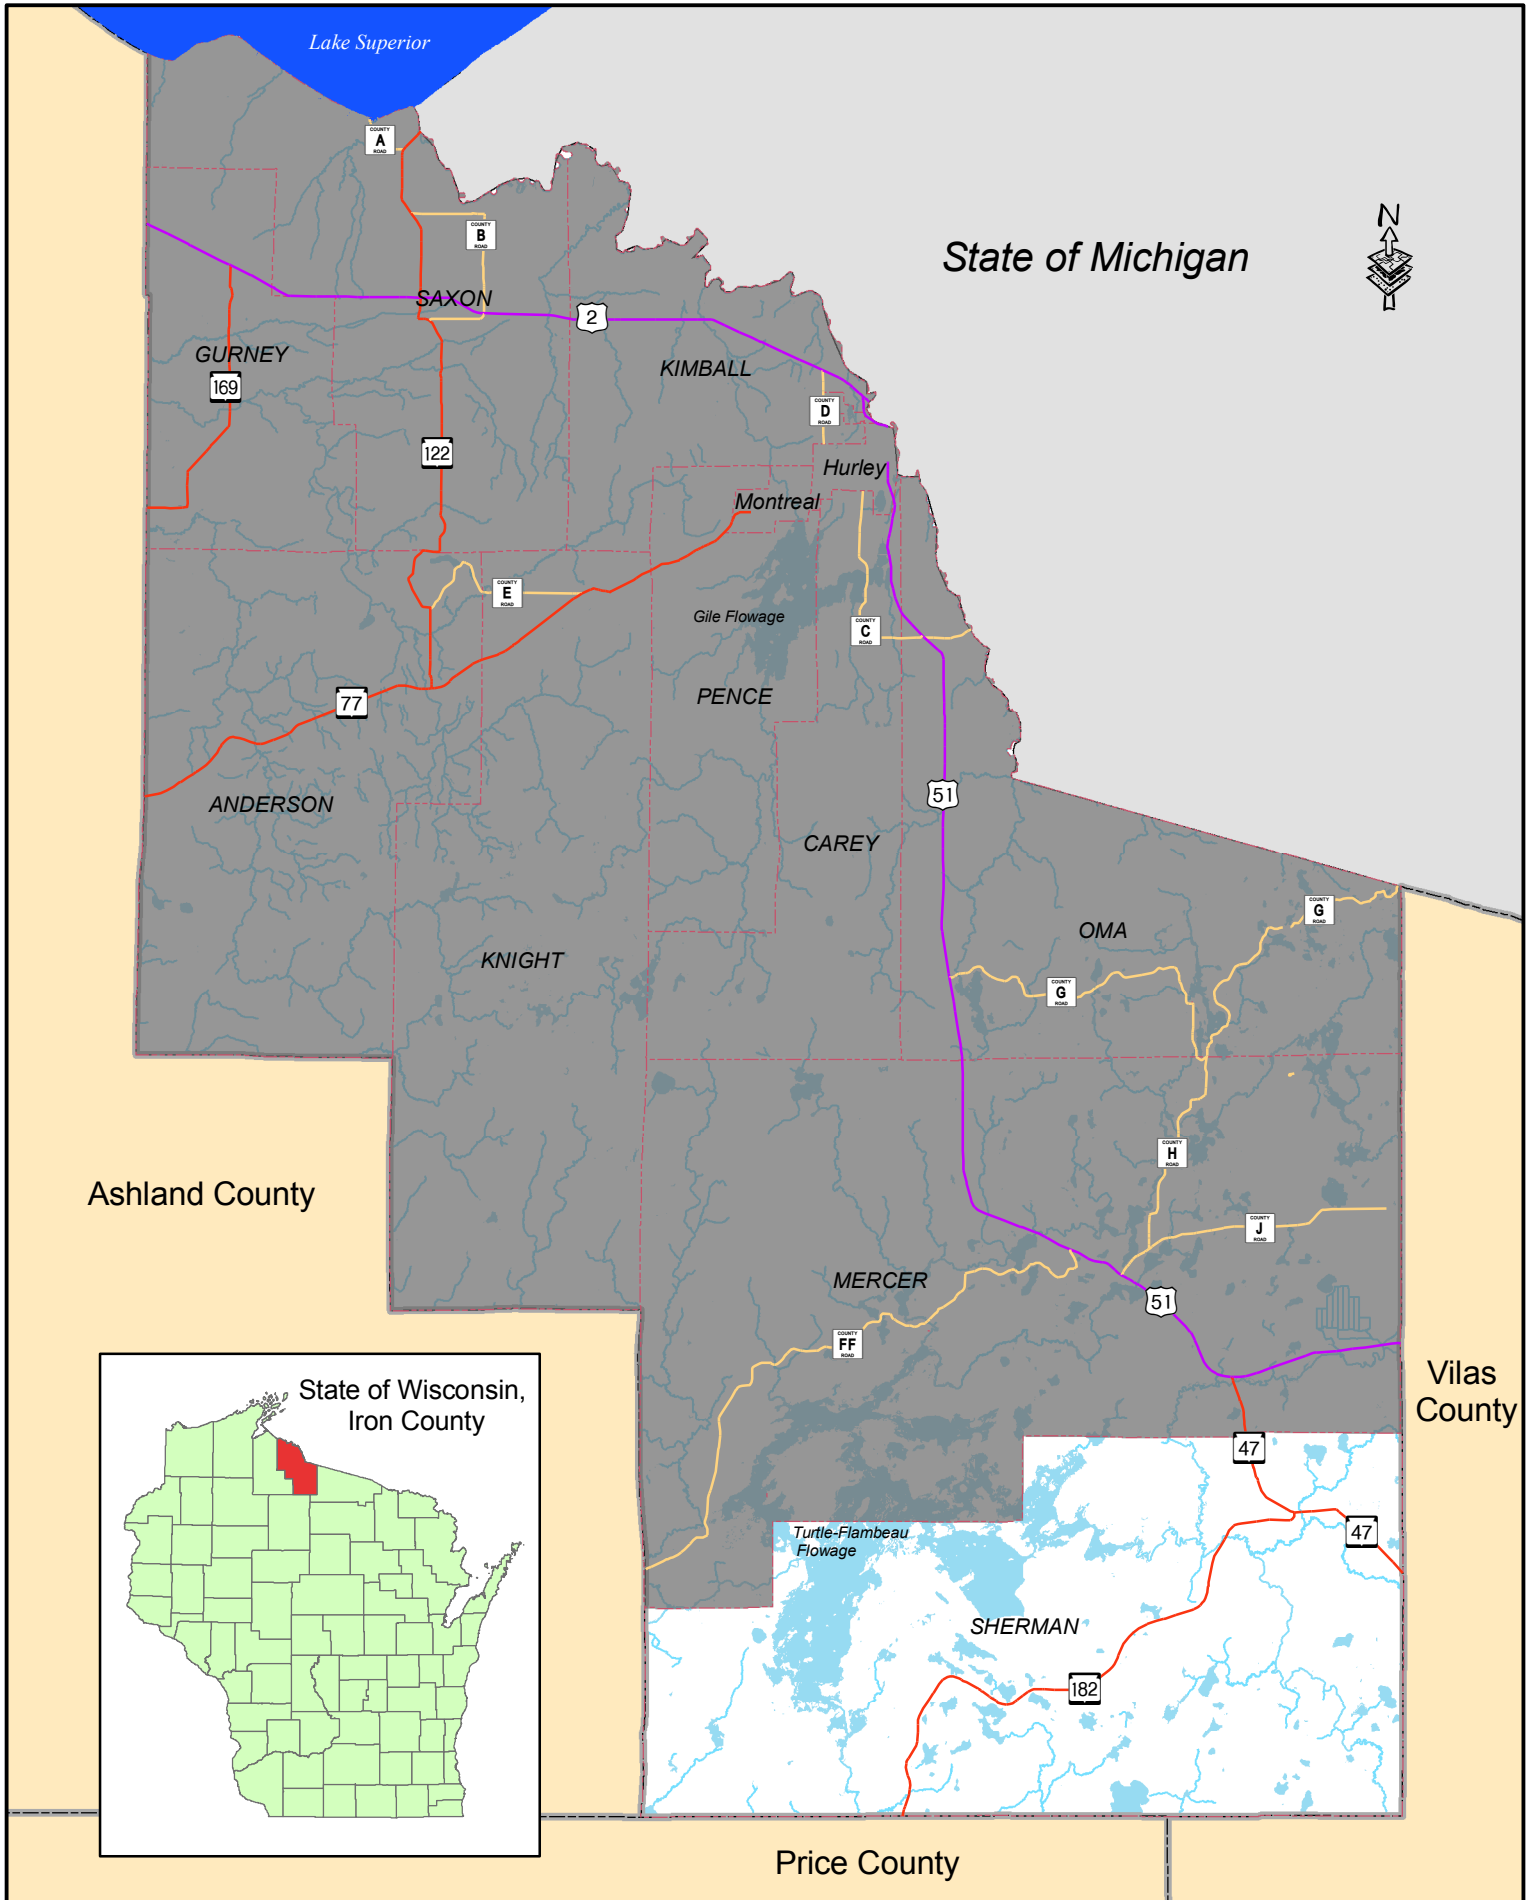 Lake Superior
COUNTY
A
ROAD
COUNTY
B
ROAD
State of Michigan
N
SAXON
2
GURNEY
KIMBALL
169
COUNTY
D
ROAD
122
Hurley
Montreal
COUNTY
E
ROAD
Gile Flowage
COUNTY
C
ROAD
PENCE
77
ANDERSON
51
CAREY
COUNTY
G
ROAD
OMA
KNIGHT
COUNTY
G
ROAD
COUNTY
H
ROAD
Ashland County
COUNTY
J
ROAD
MERCER
51
COUNTY
FF
ROAD
Vilas
County
State of Wisconsin,
Iron County
47
47
Turtle-Flambeau
Flowage
SHERMAN
182
Price County